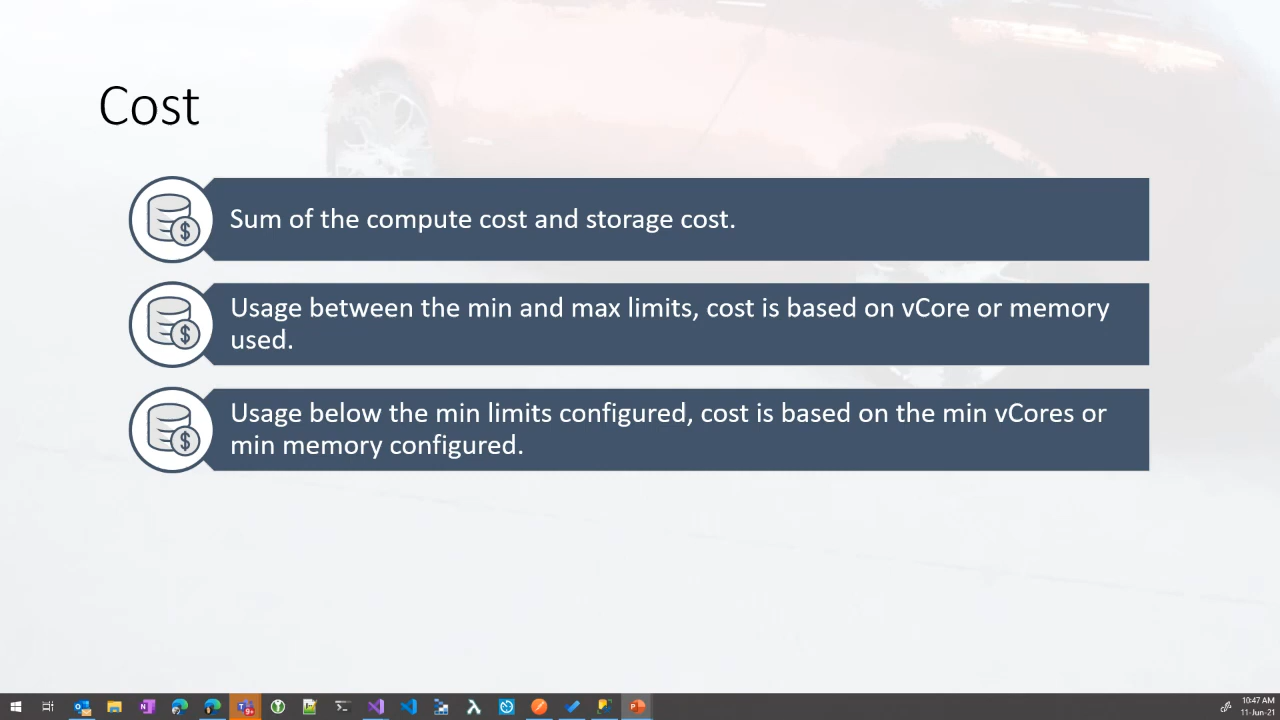 Cost
Sum of the compute cost and storage cost.
Usage between the min and max limits, cost is based on vCore or memory
used.
Usage below the min limits configured, cost is based on the min vCores or
min memory configured.
10:47 AM
11-Jun-21